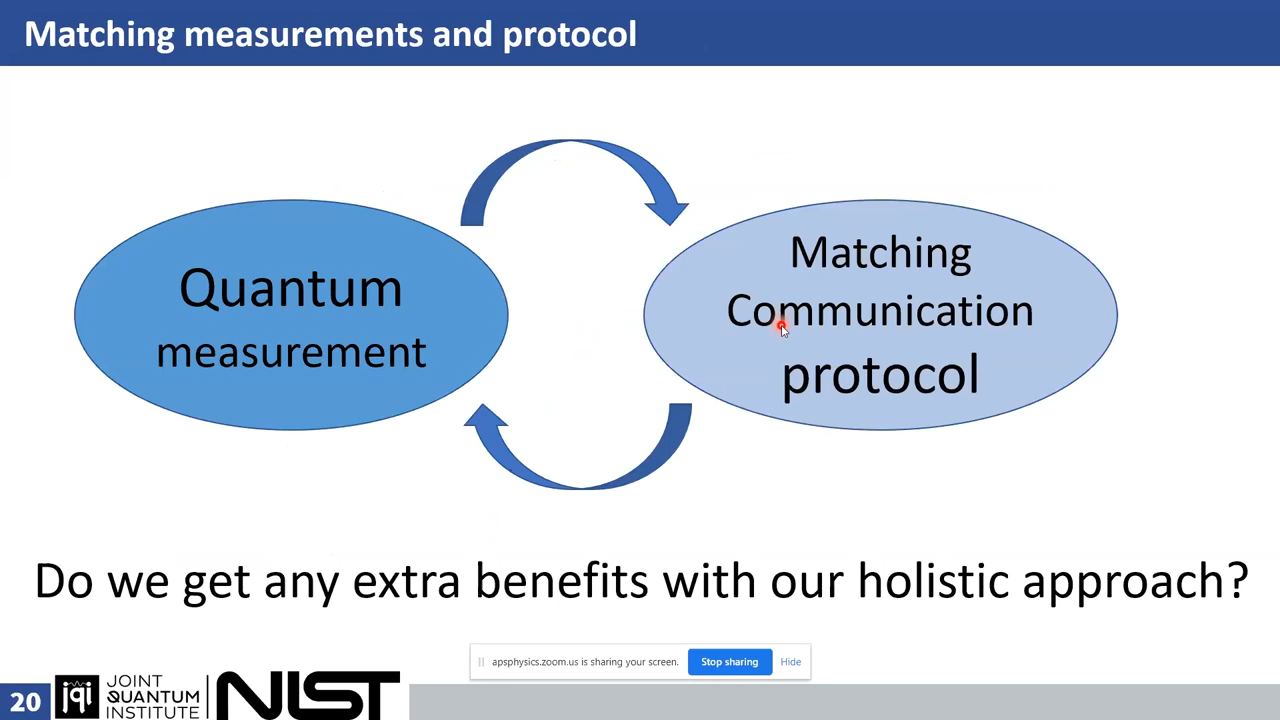 Matching measurements and protocol
Quantum
measurement
Matching
Communication
protocol
Do we get any extra benefits with our holistic approach?
apsphysics.zoom.us is sharing your screen.
Stop sharing
Hide
20
jqi
JOINT
QUANTUM
INSTITUTE
NIST